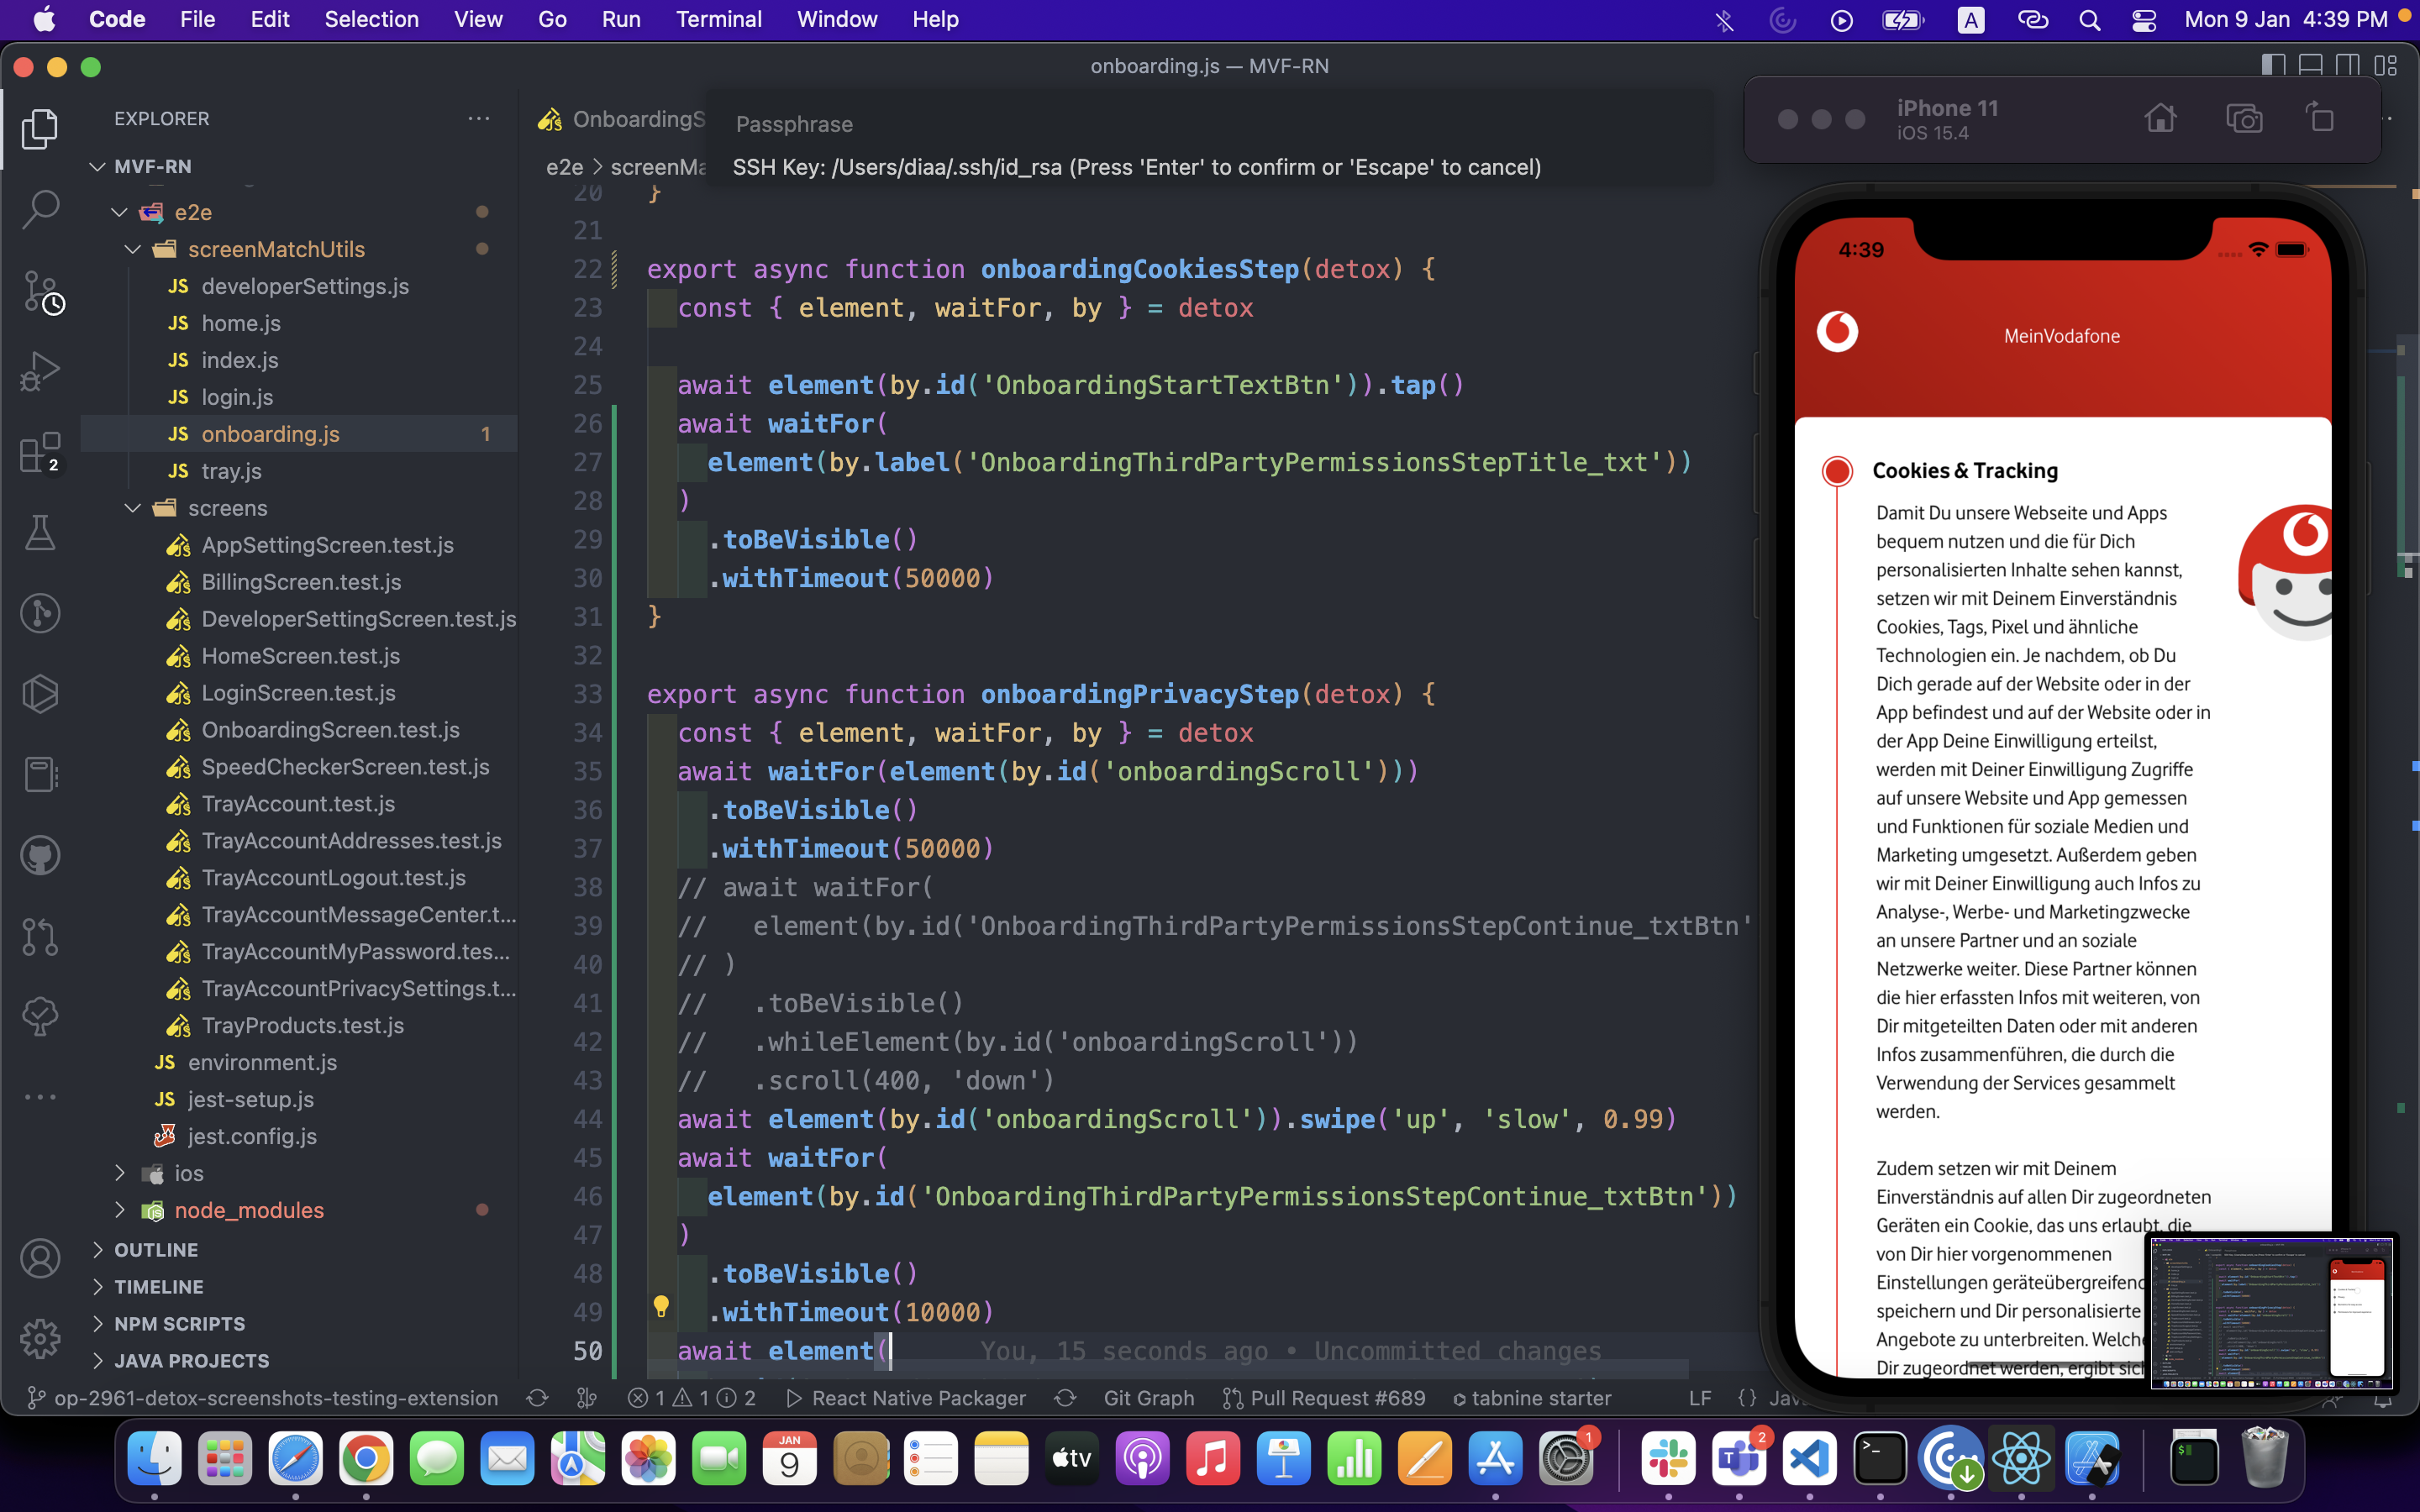 Code File Edit Selection View Go Run Terminal Window Help
A
Mon 9 Jan 4:39 PM
onboarding.js — MVF-RN
EXPLORER
MVF-RN
e2e
screenMatchUtils
JS developerSettings.js
JS home.js
JS index.js
JS login.js
JS onboarding.js 1
JS tray.js
screens
AppSettingScreen.test.js
BillingScreen.test.js
DeveloperSettingScreen.test.js
HomeScreen.test.js
LoginScreen.test.js
OnboardingScreen.test.js
SpeedCheckerScreen.test.js
TrayAccount.test.js
TrayAccountAddresses.test.js
TrayAccountLogout.test.js
TrayAccountMessageCenter.t...
TrayAccountMyPassword.tes...
TrayAccountPrivacySettings.t...
TrayProducts.test.js
JS environment.js
JS jest-setup.js
jest.config.js
ios
node_modules
OUTLINE
TIMELINE
NPM SCRIPTS
JAVA PROJECTS
2
OnboardingS
e2e > screenMa
Passphrase
SSH Key: /Users/diaa/.ssh/id_rsa (Press 'Enter' to confirm or 'Escape' to cancel)
20 }
21
22 export async function onboardingCookiesStep(detox) {
23 const { element, waitFor, by } = detox
24
25 await element(by.id('OnboardingStartTextBtn')).tap()
26 await waitFor(
27 element(by.label('OnboardingThirdPartyPermissionsStepTitle_txt'))
28 )
29 .toBeVisible()
30 .withTimeout(50000)
31 }
32
33 export async function onboardingPrivacyStep(detox) {
34 const { element, waitFor, by } = detox
35 await waitFor(element(by.id('onboardingScroll')))
36 .toBeVisible()
37 .withTimeout(50000)
38 // await waitFor(
39 // element(by.id('OnboardingThirdPartyPermissionsStepContinue_txtBtn'
40 // )
41 // .toBeVisible()
42 // .whileElement(by.id('onboardingScroll'))
43 // .scroll(400, 'down')
44 await element(by.id('onboardingScroll')).swipe('up', 'slow', 0.99)
45 await waitFor(
46 element(by.id('OnboardingThirdPartyPermissionsStepContinue_txtBtn'))
47 )
48 .toBeVisible()
49 .withTimeout(10000)
50 await element( You, 15 seconds ago • Uncommitted changes
iPhone 11
iOS 15.4
4:39
MeinVodafone
Cookies & Tracking
Damit Du unsere Webseite und Apps
bequem nutzen und die für Dich
personalisierten Inhalte sehen kannst,
setzen wir mit Deinem Einverständnis
Cookies, Tags, Pixel und ähnliche
Technologien ein. Je nachdem, ob Du
Dich gerade auf der Website oder in der
App befindest und auf der Website oder in
der App Deine Einwilligung erteilst,
werden mit Deiner Einwilligung Zugriffe
auf unsere Website und App gemessen
und Funktionen für soziale Medien und
Marketing umgesetzt. Außerdem geben
wir mit Deiner Einwilligung auch Infos zu
Analyse-, Werbe- und Marketingzwecke
an unsere Partner und an soziale
Netzwerke weiter. Diese Partner können
die hier erfassten Infos mit weiteren, von
Dir mitgeteilten Daten oder mit anderen
Infos zusammenführen, die durch die
Verwendung der Services gesammelt
werden.
Zudem setzen wir mit Deinem
Einverständnis auf allen Dir zugeordneten
Geräten ein Cookie, das uns erlaubt, die
von Dir hier vorgenommenen
Einstellungen geräteübergreifend
speichern und Dir personalisierte
Angebote zu unterbreiten. Welche
Dir zugeordnet werden, ergibt sich
op-2961-detox-screenshots-testing-extension 1 1 2 React Native Packager Git Graph Pull Request #689 tabnine starter LF {} Jav
JAN
9
tv
1
2
>_
$